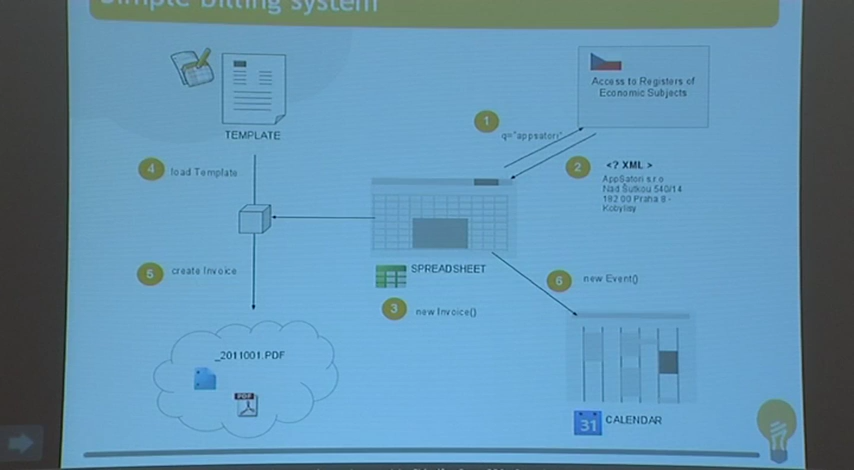 Simple billing system
Access to Registers of
Economic Subjects
TEMPLATE
1
q="appsatori"
2
<? XML >
AppSatori s.r.o
Nad Šutkou 540/14
182 00 Praha 8 -
Kobylisy
4
load Template
5
create Invoice
SPREADSHEET
3
new Invoice()
6
new Event()
_2011001.PDF
PDF
31
CALENDAR